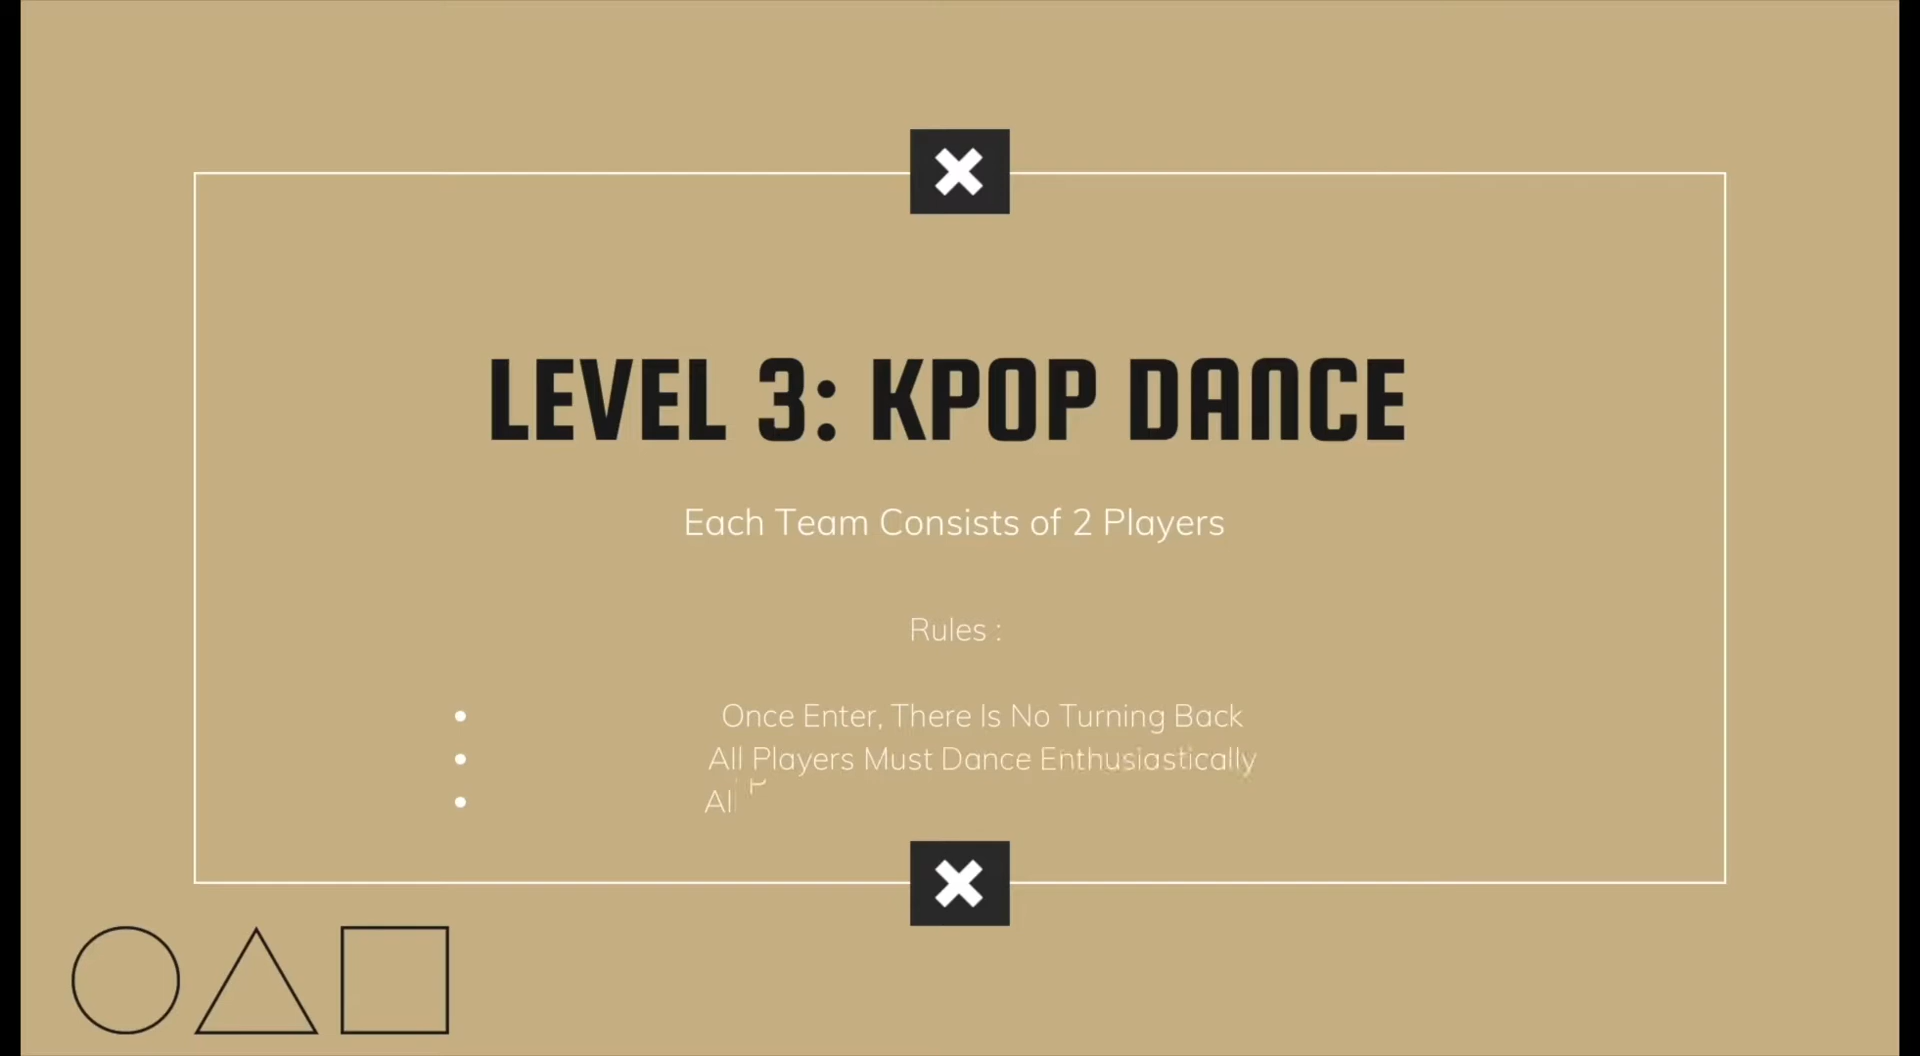 LEVEL 3: KPOP DANCE
Each Team Consists of 2 Players
Rules :
Once Enter, There Is No Turning Back
All Players Must Dance Enthusiastically
All